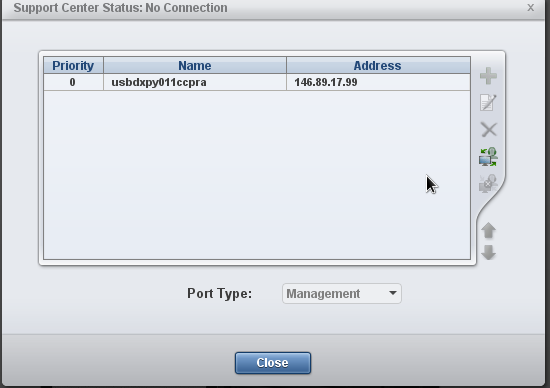 Support Center Status: No Connection x
Priority Name Address
0 usbdxpy011ccpra 146.89.17.99
Port Type: Management
Close